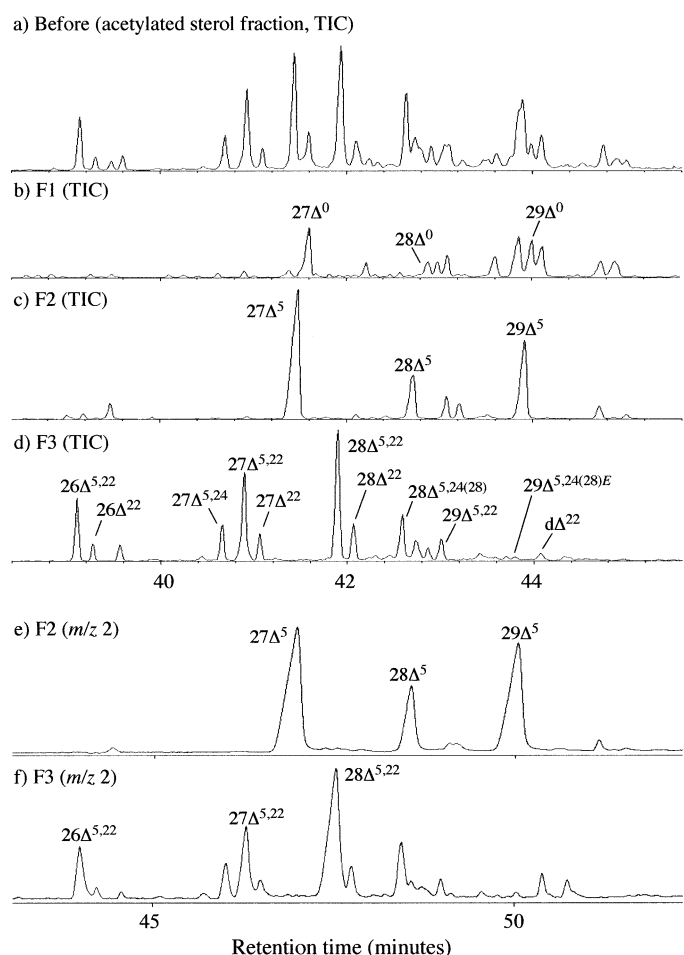 a) Before (acetylated sterol fraction, TIC)
b) F1 (TIC)
27Δ⁰
28Δ⁰
29Δ⁰
c) F2 (TIC)
27Δ⁵
28Δ⁵
29Δ⁵
d) F3 (TIC)
26Δ⁵,²²
26Δ²²
27Δ⁵,²⁴
27Δ⁵,²²
27Δ²²
28Δ⁵,²²
28Δ²²
28Δ⁵,²⁴⁽²⁸⁾
29Δ⁵,²²
29Δ⁵,²⁴⁽²⁸⁾ᴱ
dΔ²²
40 42 44
e) F2 (m/z 2)
27Δ⁵
28Δ⁵
29Δ⁵
45 50
f) F3 (m/z 2)
26Δ⁵,²²
27Δ⁵,²²
28Δ⁵,²²
45 50
Retention time (minutes)